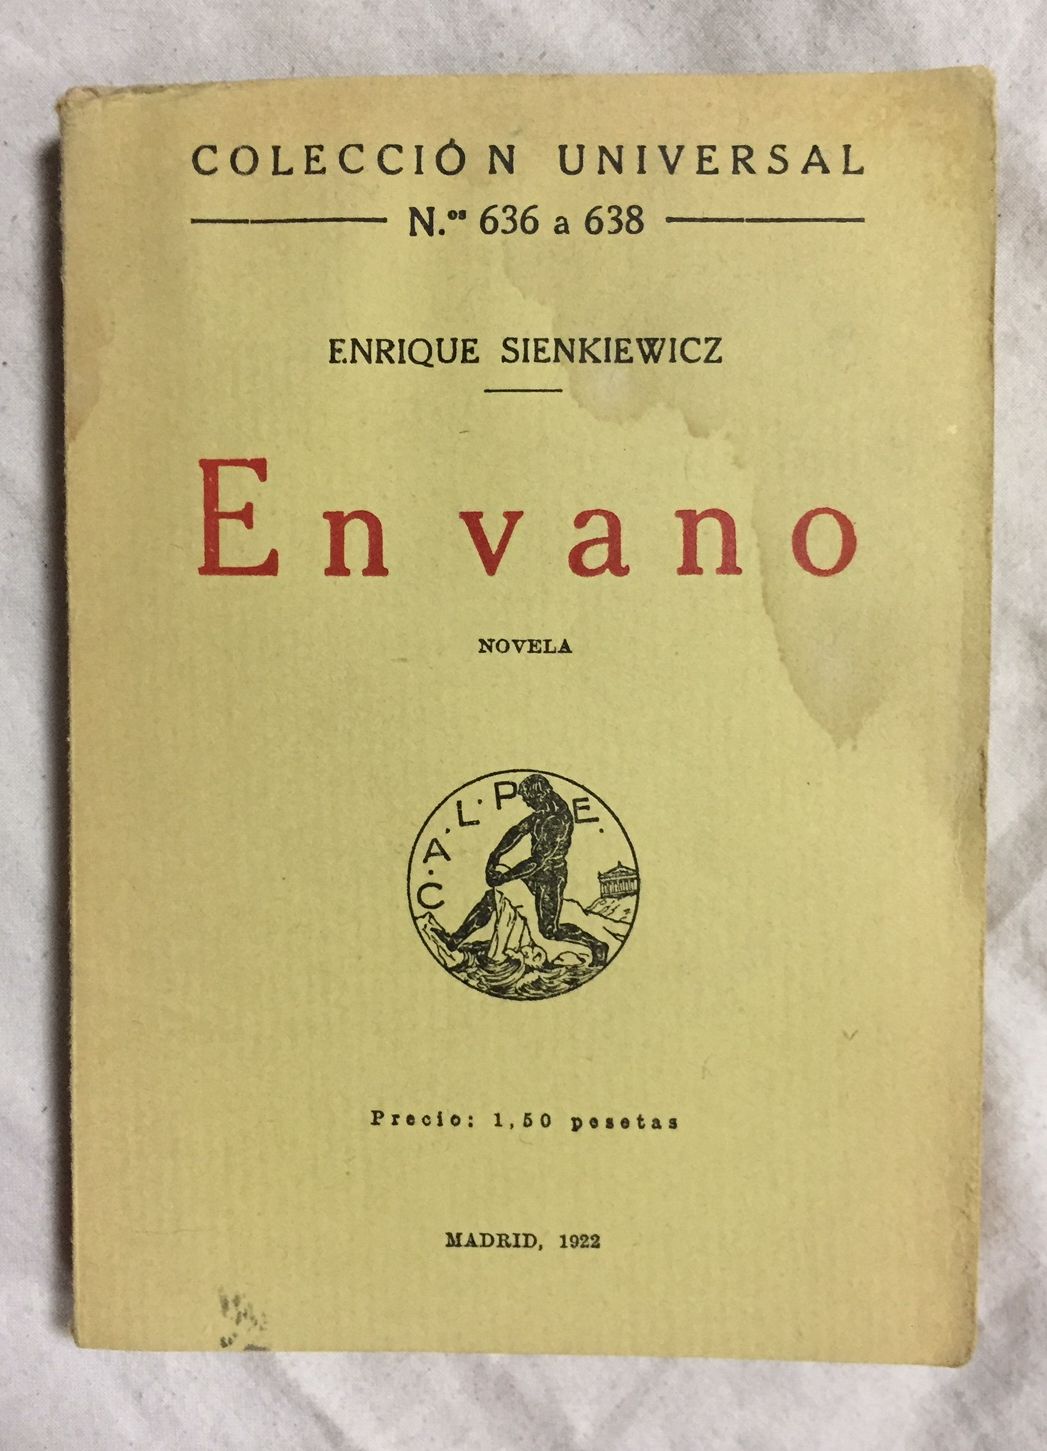 COLECCIÓN UNIVERSAL
N.ºˢ 636 a 638
ENRIQUE SIENKIEWICZ
En vano
NOVELA
C.A.L.P.E.
Precio: 1,50 pesetas
MADRID, 1922